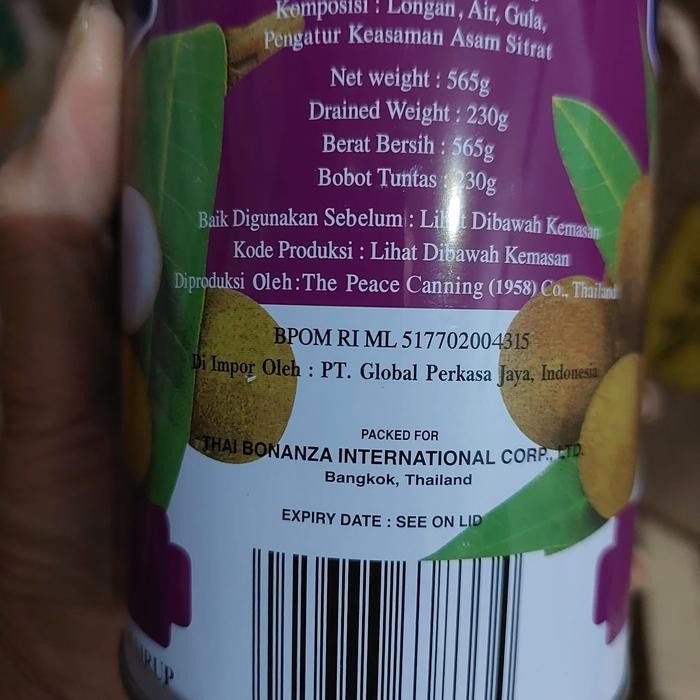 Komposisi : Longan, Air, Gula,
Pengatur Keasaman Asam Sitrat
Net weight : 565g
Drained Weight : 230g
Berat Bersih : 565g
Bobot Tuntas : 230g
Baik Digunakan Sebelum : Lihat Dibawah Kemasan
Kode Produksi : Lihat Dibawah Kemasan
Diproduksi Oleh:The Peace Canning (1958) Co., Thailand
BPOM RI ML 517702004315
Di Impor Oleh : PT. Global Perkasa Jaya, Indonesia
PACKED FOR
THAI BONANZA INTERNATIONAL CORP., LTD.
Bangkok, Thailand
EXPIRY DATE : SEE ON LID